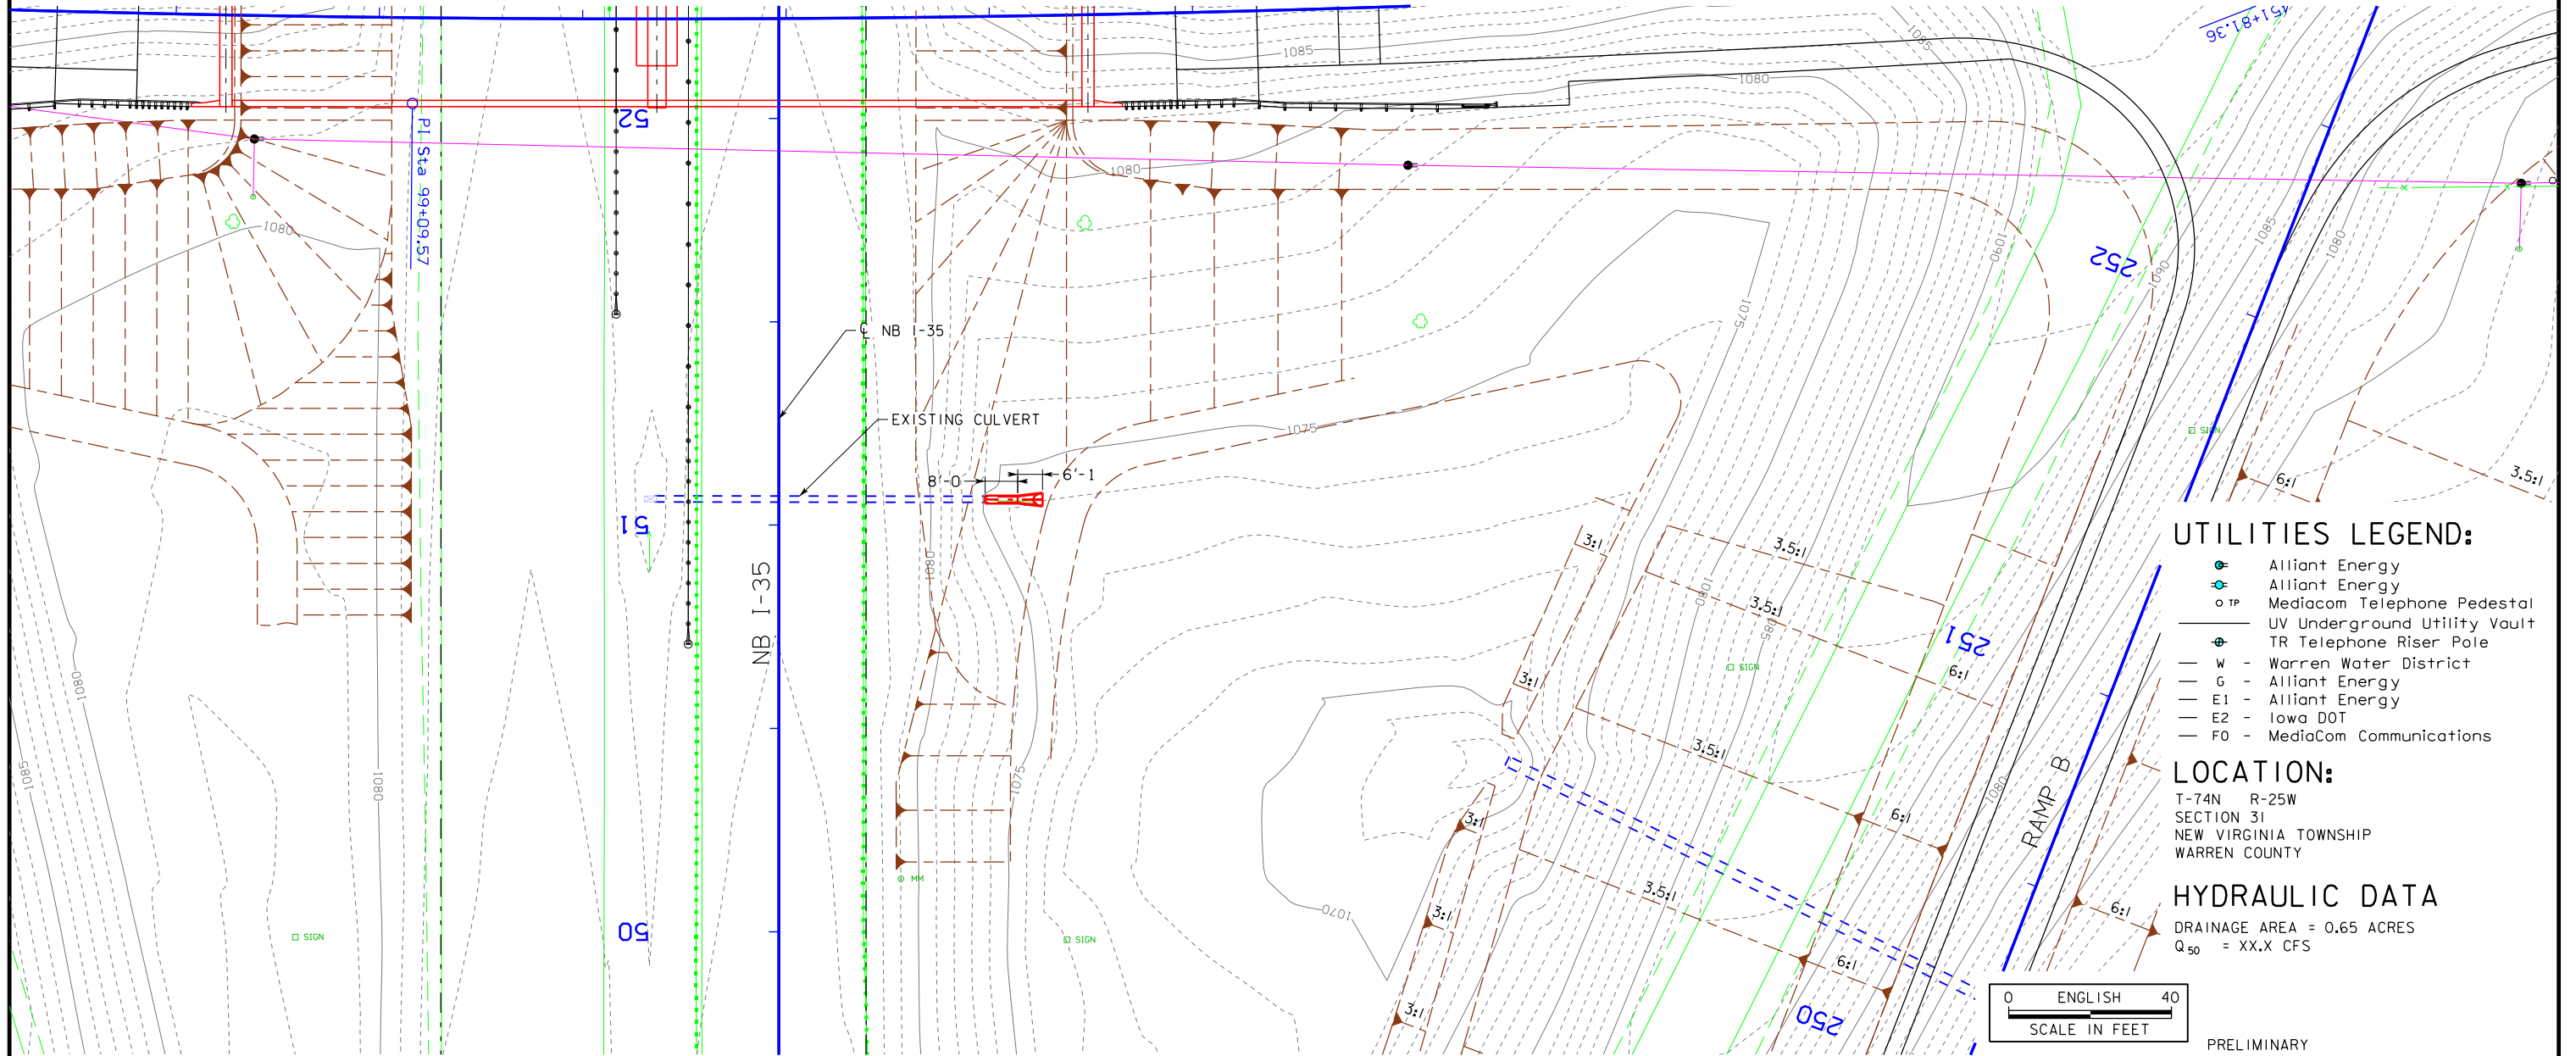 451+81.36
1085
1085
1080
52
1080
PI Sta 99+09.57
1080
1090
252
1090
1085
1080
1075
℄ NB I-35
EXISTING CULVERT
1075
SIGN
8'-0
6'-1
6:1
3.5:1
51
1080
3:1
3.5:1
NB I-35
1080
3.5:1
1085
251
SIGN
6:1
3:1
1080
1085
1080
1075
3.5:1
1080
RAMP B
3:1
6:1
MM
3.5:1
1070
3:1
6:1
50
SIGN
SIGN
6:1
3:1
250
UTILITIES LEGEND:
Alliant Energy
Alliant Energy
TP Mediacom Telephone Pedestal
UV Underground Utility Vault
TR Telephone Riser Pole
W - Warren Water District
G - Alliant Energy
E1 - Alliant Energy
E2 - Iowa DOT
FO - MediaCom Communications
LOCATION:
T-74N R-25W
SECTION 31
NEW VIRGINIA TOWNSHIP
WARREN COUNTY
HYDRAULIC DATA
DRAINAGE AREA = 0.65 ACRES
Q50 = XX.X CFS
0 ENGLISH 40
SCALE IN FEET
PRELIMINARY